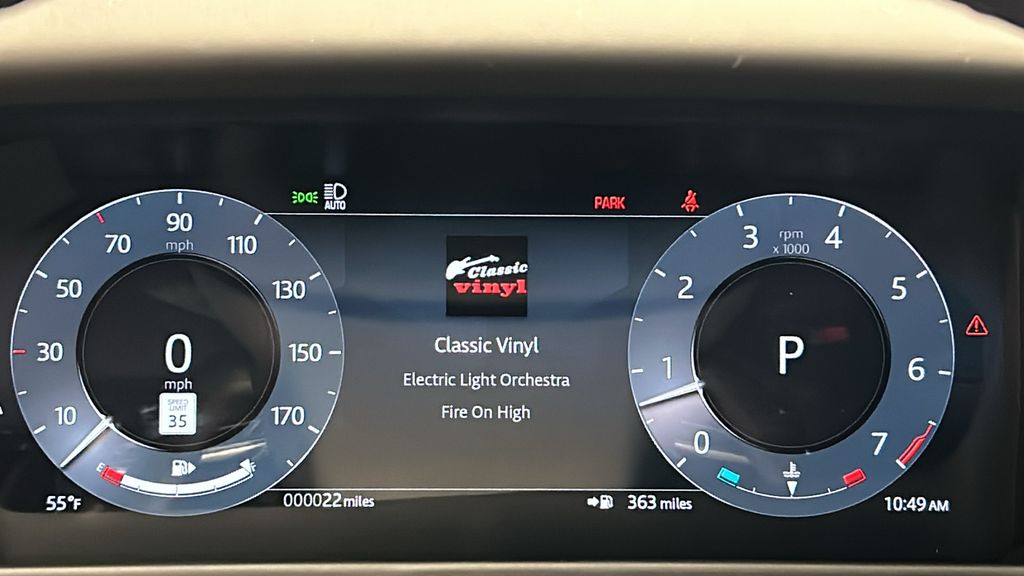 AUTO
PARK
90
mph
70
110
50
130
30
150
10
170
0
mph
SPEED
LIMIT
35
E
F
Classic
vinyl
Classic Vinyl
Electric Light Orchestra
Fire On High
rpm
x 1000
3
4
2
5
1
6
0
7
P
55°F
000022 miles
363 miles
10:49 AM